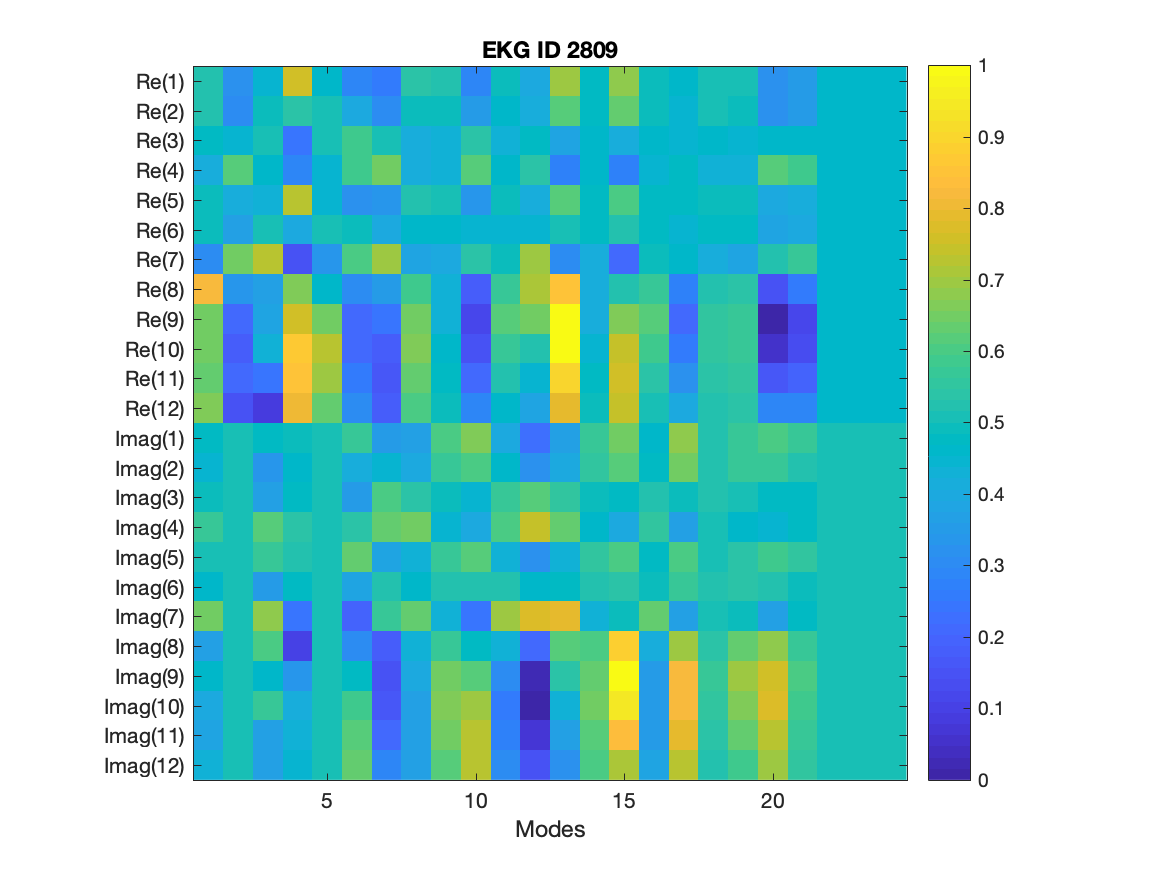 EKG ID 2809
Re(1)
Re(2)
Re(3)
Re(4)
Re(5)
Re(6)
Re(7)
Re(8)
Re(9)
Re(10)
Re(11)
Re(12)
Imag(1)
Imag(2)
Imag(3)
Imag(4)
Imag(5)
Imag(6)
Imag(7)
Imag(8)
Imag(9)
Imag(10)
Imag(11)
Imag(12)
5 10 15 20
Modes
1
0.9
0.8
0.7
0.6
0.5
0.4
0.3
0.2
0.1
0